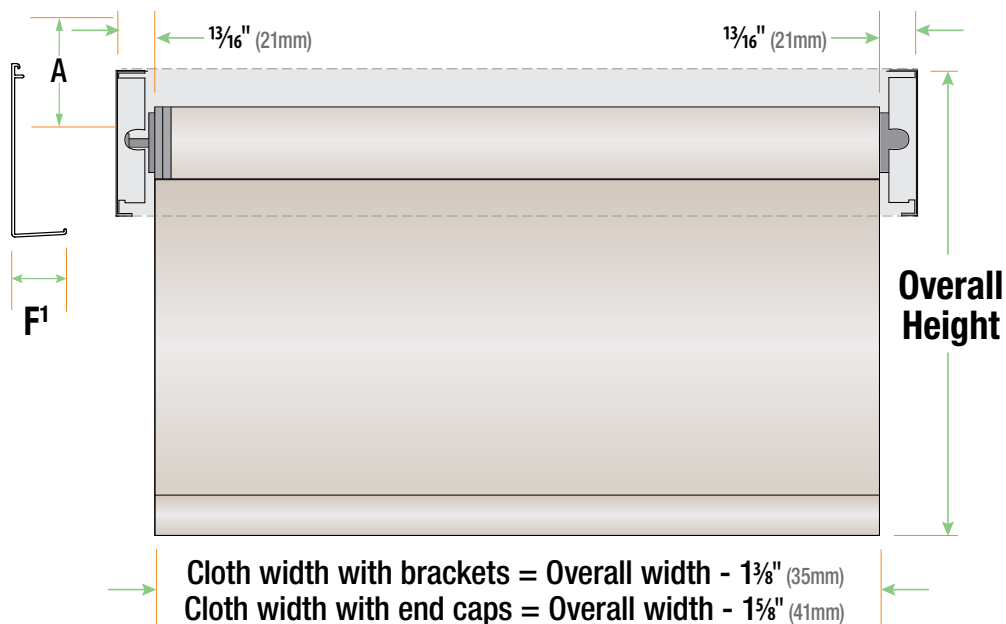 ¹³⁄₁₆" (21mm) ¹³⁄₁₆" (21mm)
A
F¹
Overall
Height
Cloth width with brackets = Overall width - 1⅜" (35mm)
Cloth width with end caps = Overall width - 1⅝" (41mm)